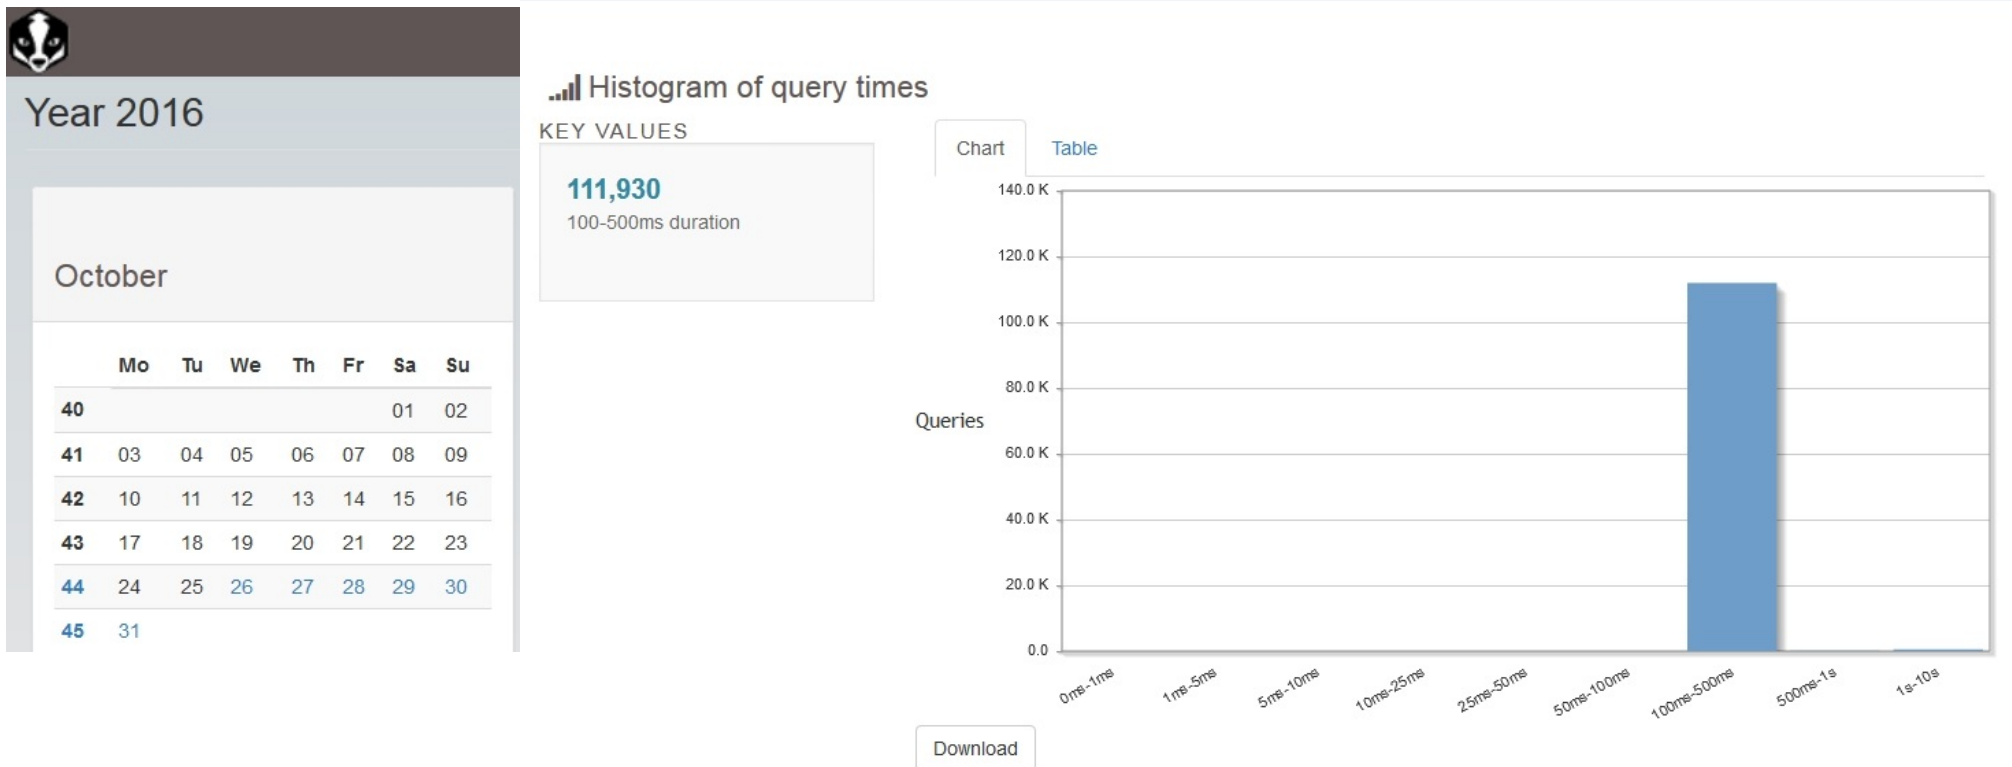 Year 2016
October
Mo Tu We Th Fr Sa Su
40 01 02
41 03 04 05 06 07 08 09
42 10 11 12 13 14 15 16
43 17 18 19 20 21 22 23
44 24 25 26 27 28 29 30
45 31
Histogram of query times
KEY VALUES
111,930
100-500ms duration
Chart Table
140.0 K
120.0 K
100.0 K
80.0 K
Queries
60.0 K
40.0 K
20.0 K
0.0
0ms-1ms 1ms-5ms 5ms-10ms 10ms-25ms 25ms-50ms 50ms-100ms 100ms-500ms 500ms-1s 1s-10s
Download